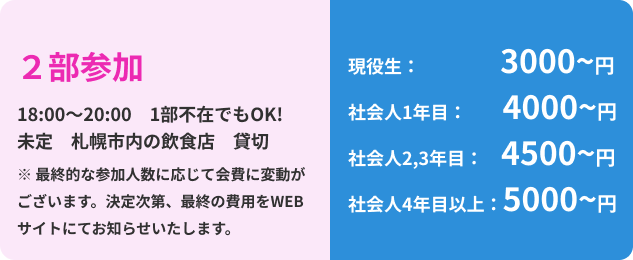 ２部参加
18:00〜20:00　1部不在でもOK!
未定　札幌市内の飲食店　貸切
※ 最終的な参加人数に応じて会費に変動が
ございます。決定次第、最終の費用をWEB
サイトにてお知らせいたします。
現役生：　3000~円
社会人1年目：　4000~円
社会人2,3年目：　4500~円
社会人4年目以上：5000~円